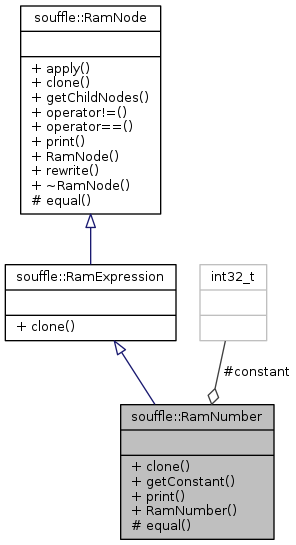 souffle::RamNode
+ apply()
+ clone()
+ getChildNodes()
+ operator!=()
+ operator==()
+ print()
+ RamNode()
+ rewrite()
+ ~RamNode()
# equal()
souffle::RamExpression
+ clone()
int32_t
#constant
souffle::RamNumber
+ clone()
+ getConstant()
+ print()
+ RamNumber()
# equal()